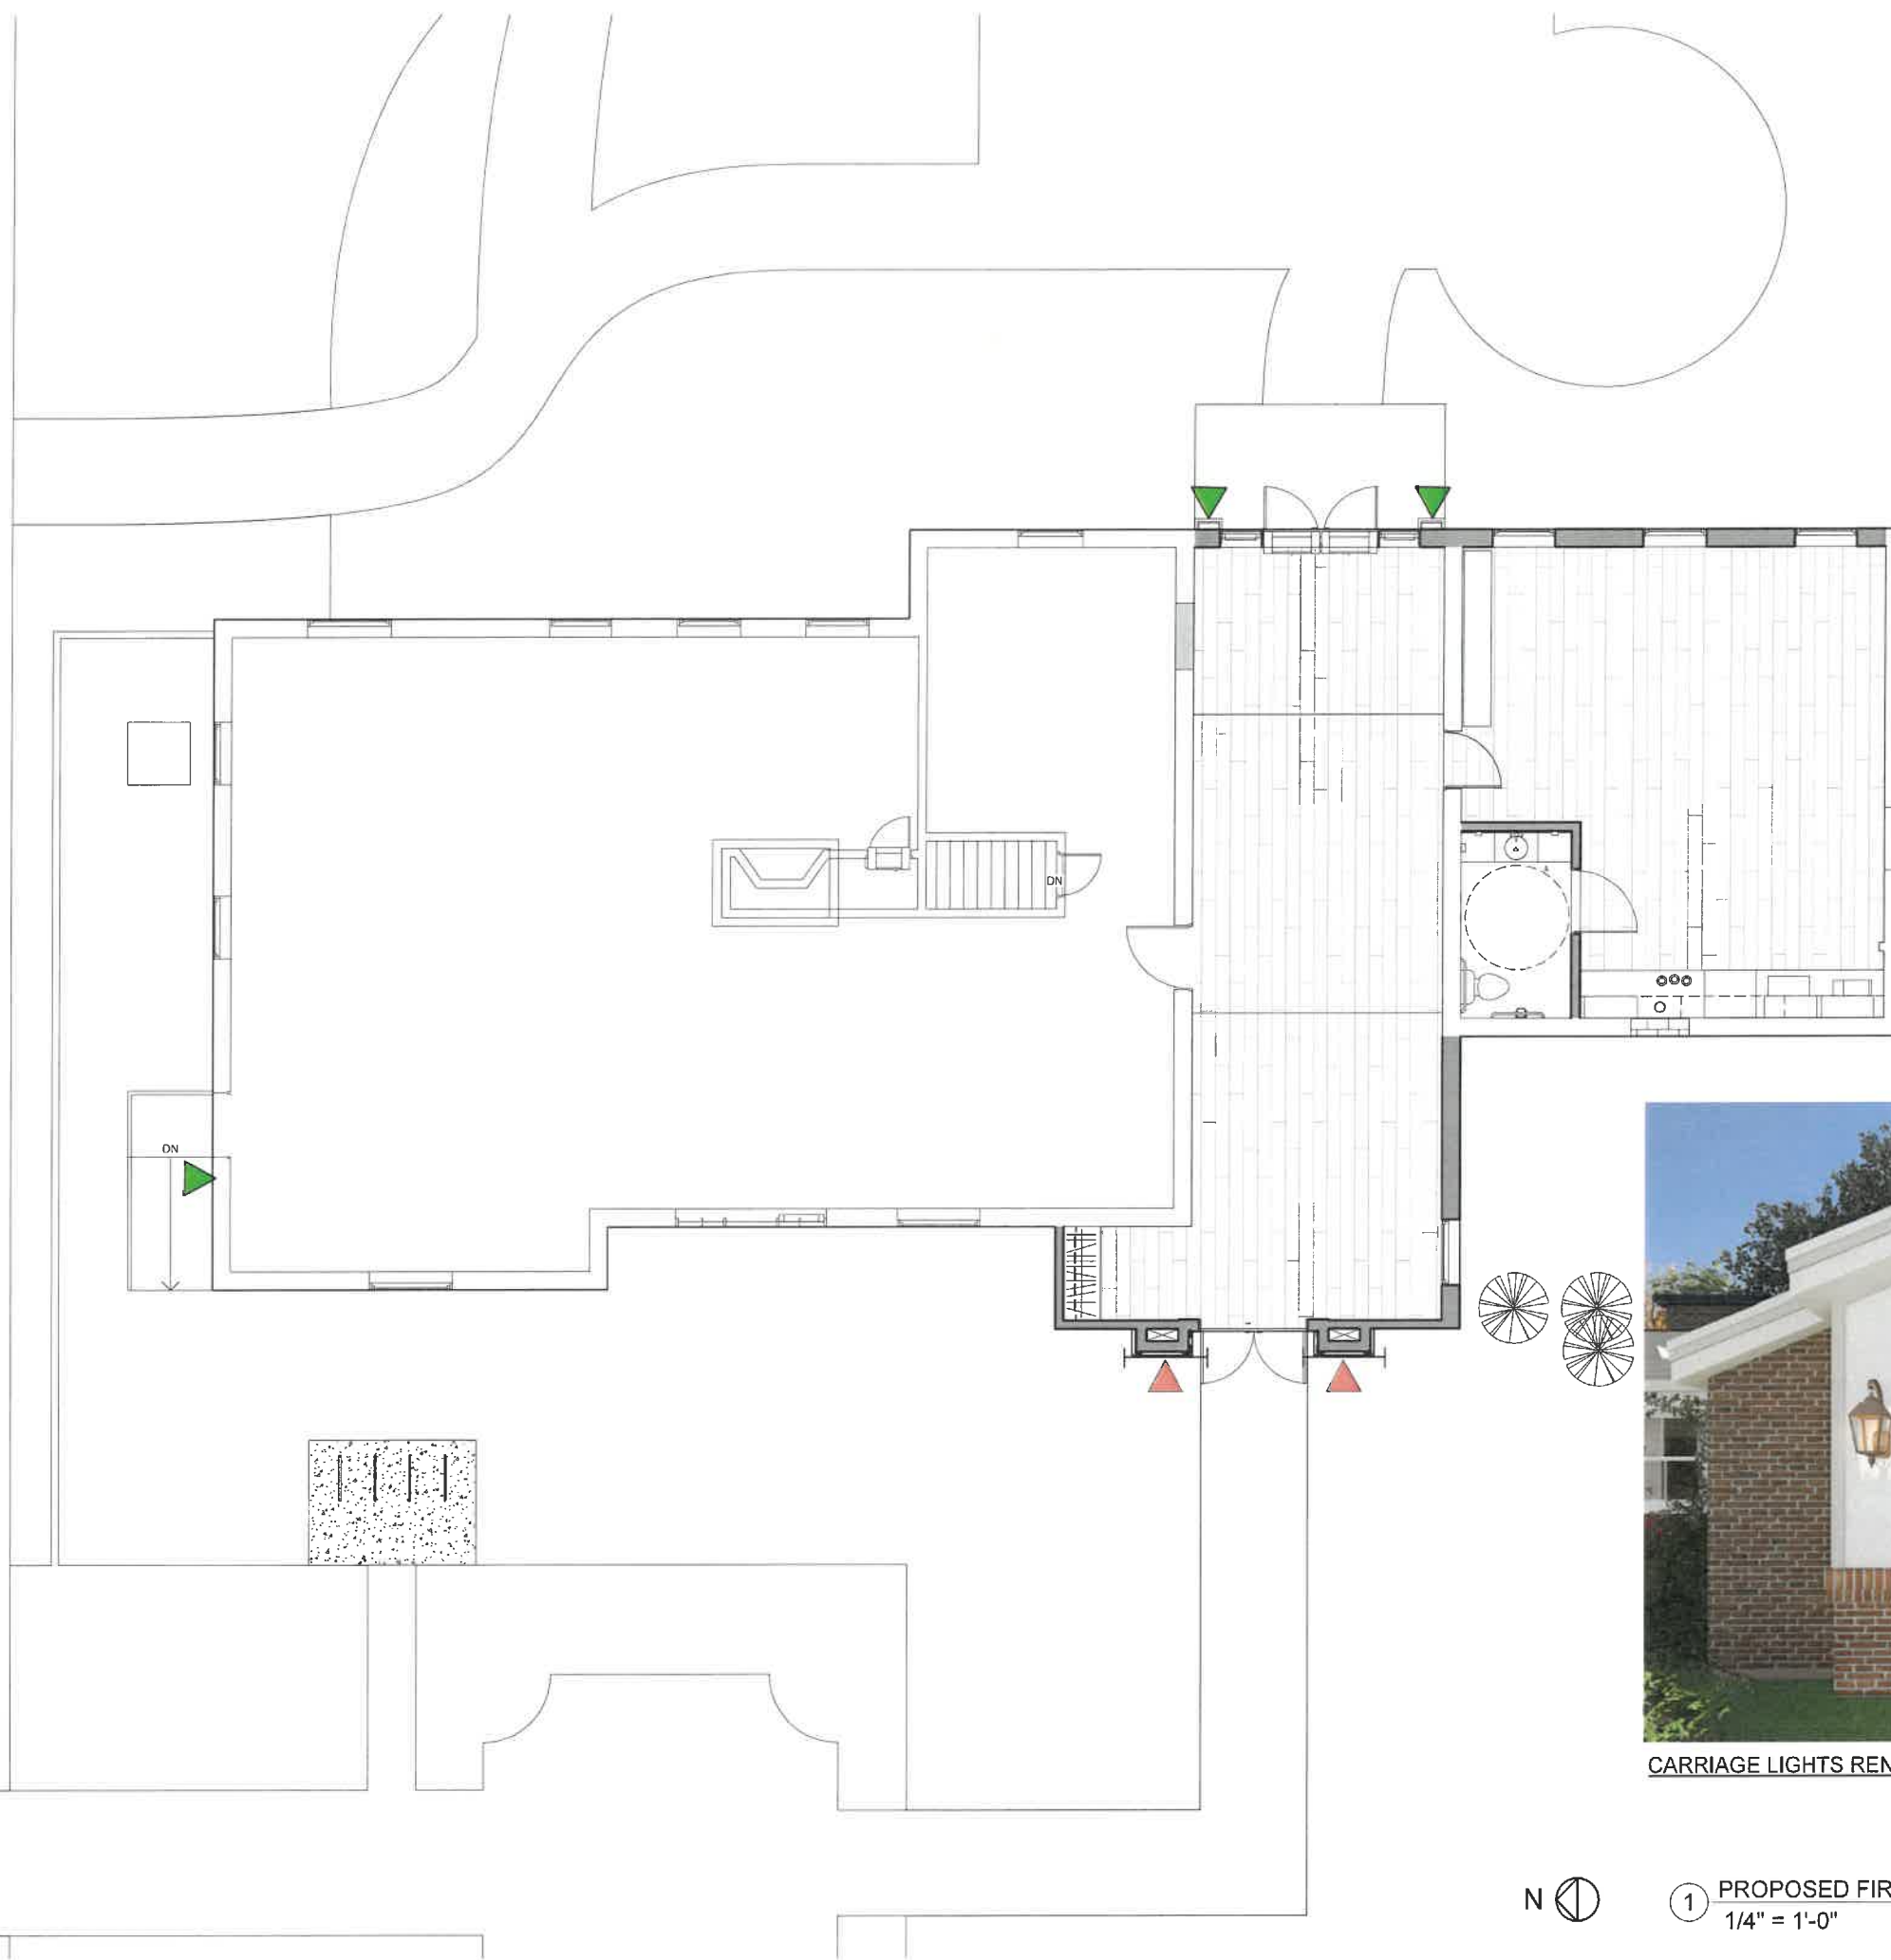 DN
DN
CARRIAGE LIGHTS REN
N
1 PROPOSED FIR
1/4" = 1'-0"